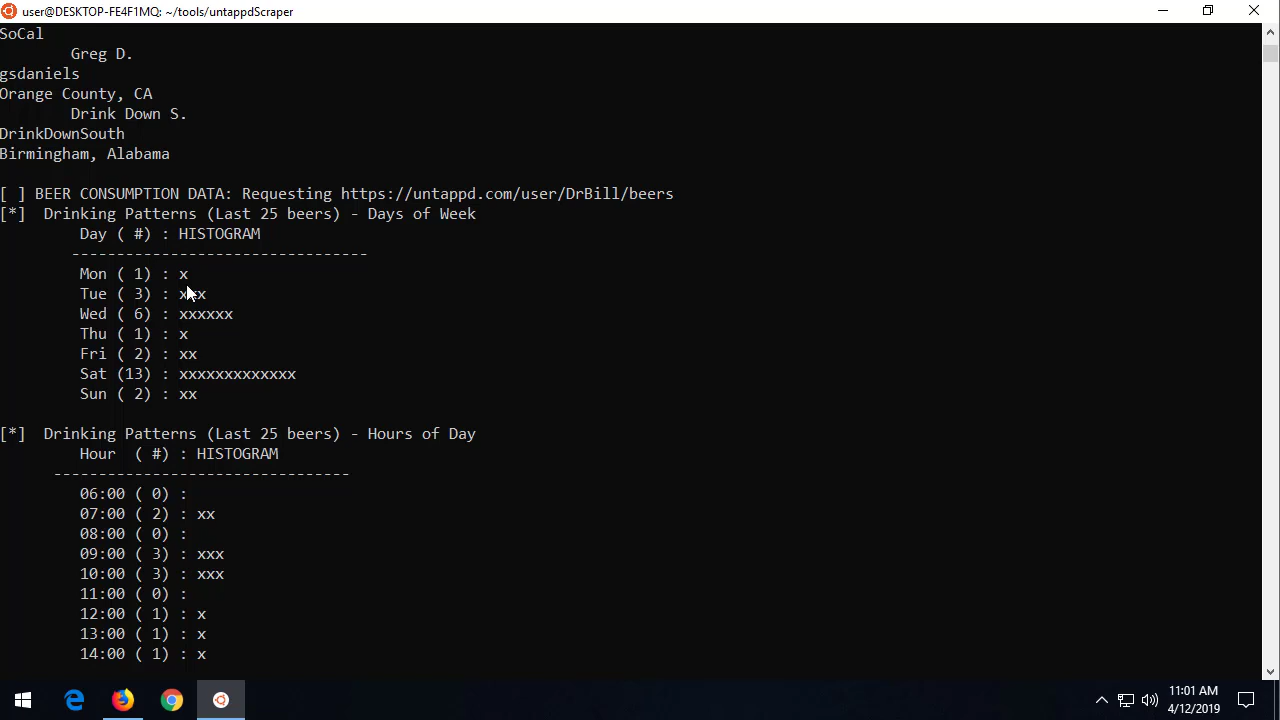 user@DESKTOP-FE4F1MQ: ~/tools/untappdScraper
SoCal
Greg D.
gsdaniels
Orange County, CA
Drink Down S.
DrinkDownSouth
Birmingham, Alabama
[ ] BEER CONSUMPTION DATA: Requesting https://untappd.com/user/DrBill/beers
[*]  Drinking Patterns (Last 25 beers) - Days of Week
Day ( #) : HISTOGRAM
---------------------------------
Mon ( 1) : x
Tue ( 3) : xxx
Wed ( 6) : xxxxxx
Thu ( 1) : x
Fri ( 2) : xx
Sat (13) : xxxxxxxxxxxxx
Sun ( 2) : xx
[*]  Drinking Patterns (Last 25 beers) - Hours of Day
Hour  ( #) : HISTOGRAM
---------------------------------
06:00 ( 0) :
07:00 ( 2) : xx
08:00 ( 0) :
09:00 ( 3) : xxx
10:00 ( 3) : xxx
11:00 ( 0) :
12:00 ( 1) : x
13:00 ( 1) : x
14:00 ( 1) : x
11:01 AM
4/12/2019